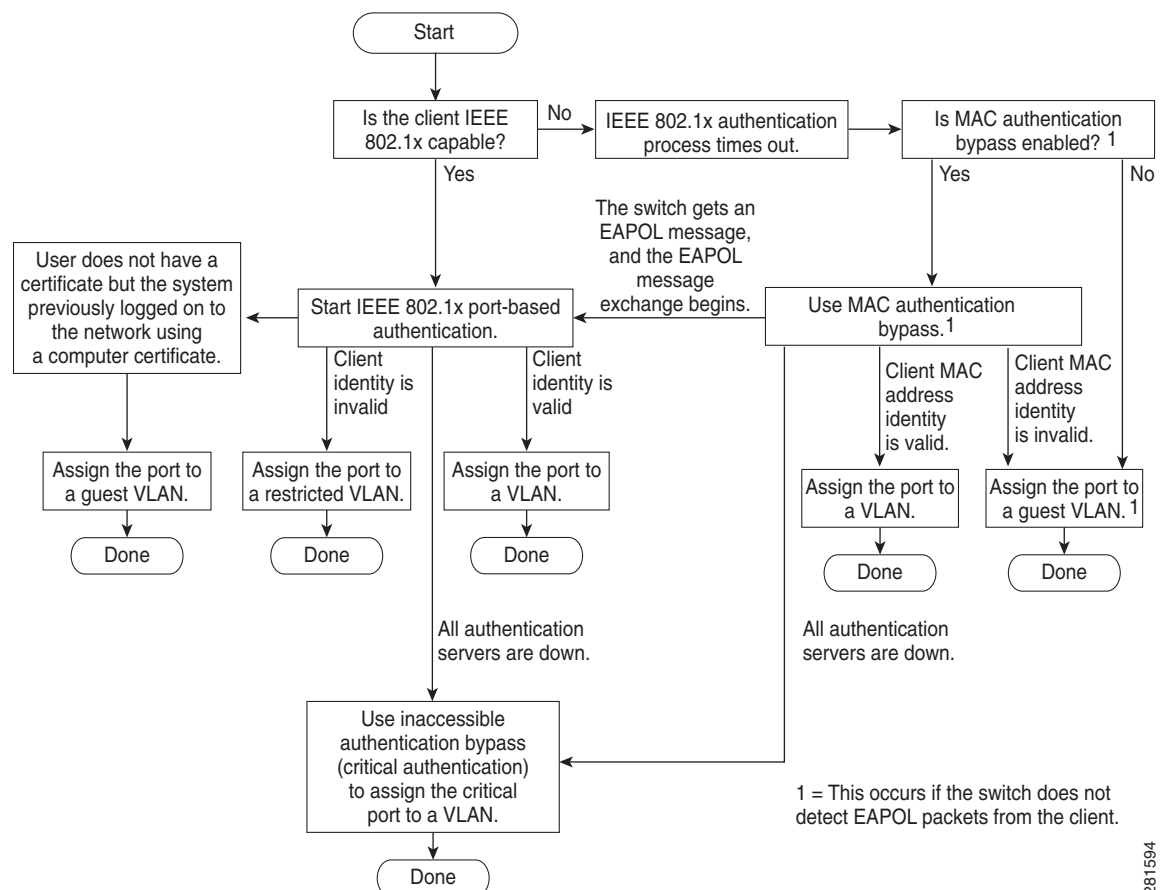 Start
Is the client IEEE
802.1x capable?
No
IEEE 802.1x authentication
process times out.
Is MAC authentication
bypass enabled? 1
Yes
Yes
No
The switch gets an
EAPOL message,
and the EAPOL
message
exchange begins.
User does not have a
certificate but the system
previously logged on to
the network using
a computer certificate.
Start IEEE 802.1x port-based
authentication.
Use MAC authentication
bypass.1
Client
identity is
invalid
Client
identity is
valid
Client MAC
address
identity
is valid.
Client MAC
address
identity
is invalid.
Assign the port to
a guest VLAN.
Assign the port to
a restricted VLAN.
Assign the port to
a VLAN.
Assign the port to
a VLAN.
Assign the port to
a guest VLAN. 1
Done
Done
Done
Done
Done
All authentication
servers are down.
All authentication
servers are down.
Use inaccessible
authentication bypass
(critical authentication)
to assign the critical
port to a VLAN.
1 = This occurs if the switch does not
detect EAPOL packets from the client.
Done
281594